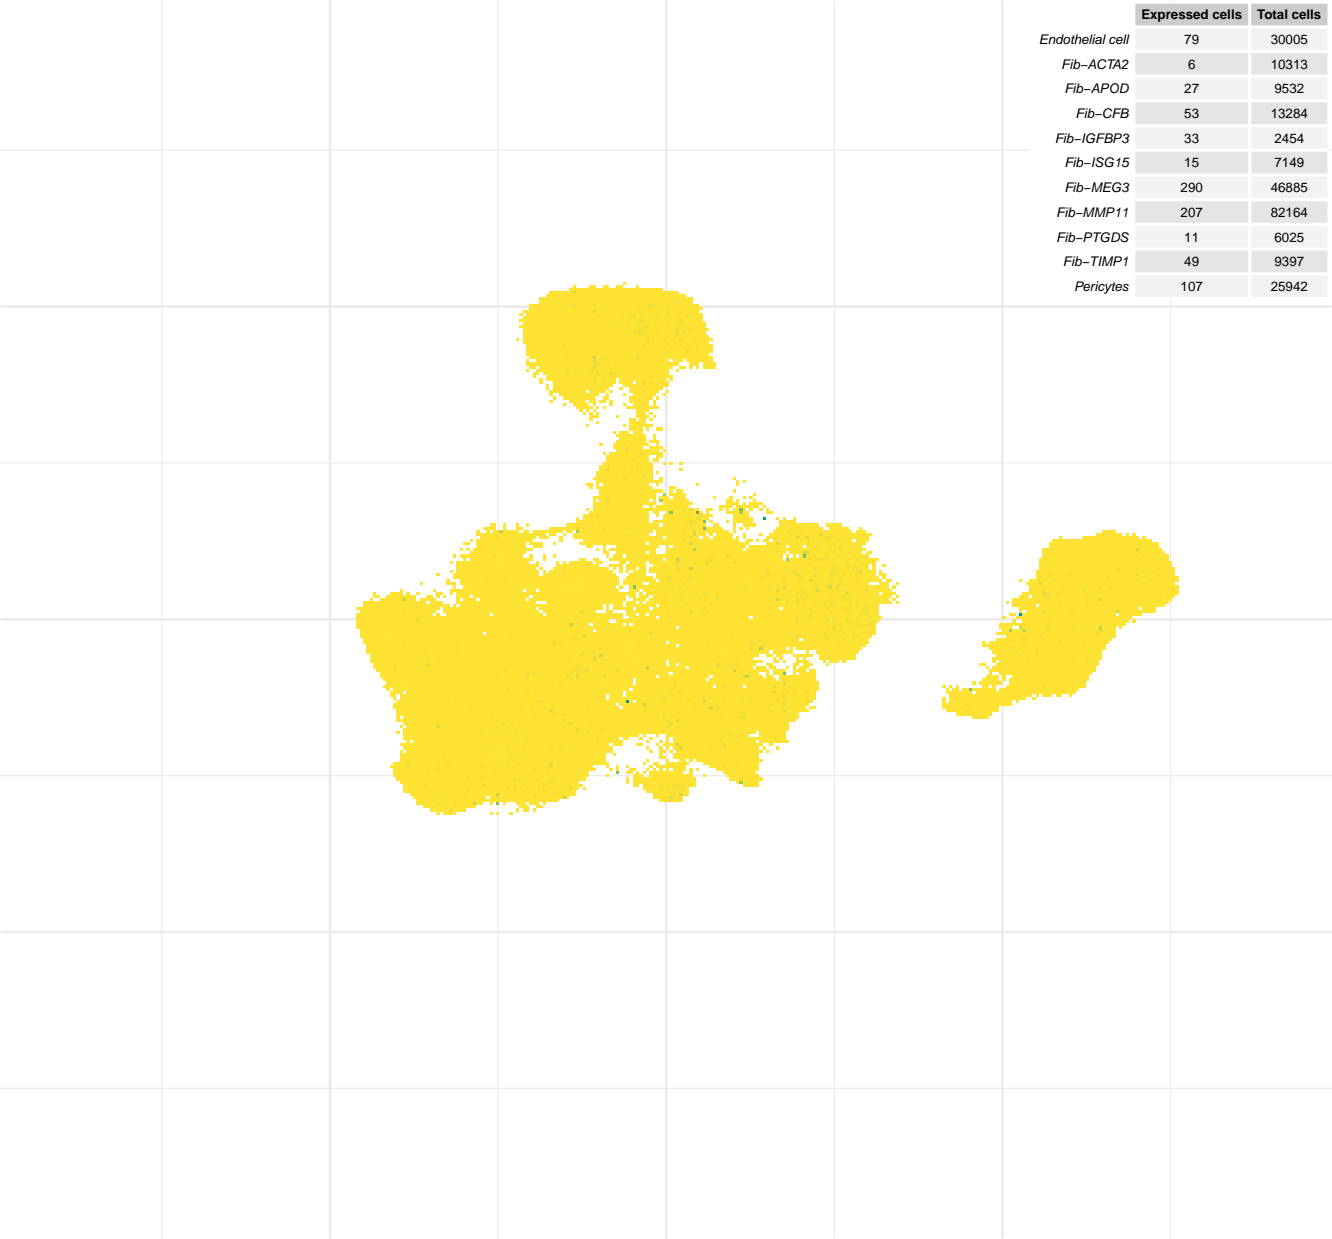 Expressed cells Total cells
Endothelial cell 79 30005
Fib−ACTA2 6 10313
Fib−APOD 27 9532
Fib−CFB 53 13284
Fib−IGFBP3 33 2454
Fib−ISG15 15 7149
Fib−MEG3 290 46885
Fib−MMP11 207 82164
Fib−PTGDS 11 6025
Fib−TIMP1 49 9397
Pericytes 107 25942